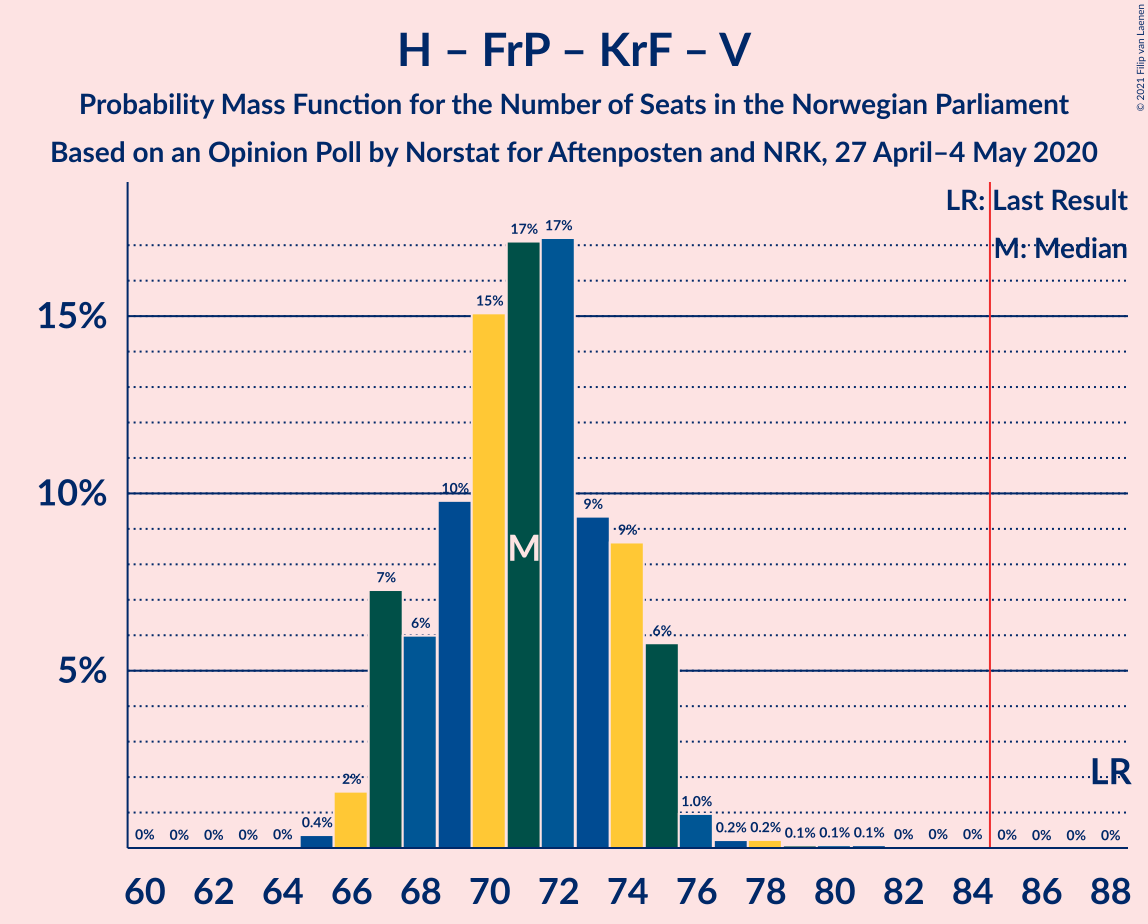 H – FrP – KrF – V
Probability Mass Function for the Number of Seats in the Norwegian Parliament
Based on an Opinion Poll by Norstat for Aftenposten and NRK, 27 April–4 May 2020
© 2021 Filip van Laenen
LR: Last Result
M: Median
15%
10%
5%
0% 0% 0% 0% 0% 0.4% 2% 7% 6% 10% 15% 17% 17% 9% 9% 6% 1.0% 0.2% 0.2% 0.1% 0.1% 0.1% 0% 0% 0% 0% 0% 0% 0%
M
LR
60 62 64 66 68 70 72 74 76 78 80 82 84 86 88